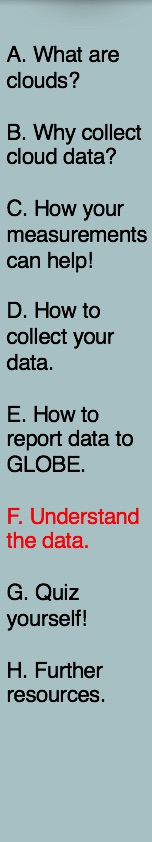 A. What are
clouds?
B. Why collect
cloud data?
C. How your
measurements
can help!
D. How to
collect your
data.
E. How to
report data to
GLOBE.
F. Understand
the data.
G. Quiz
yourself!
H. Further
resources.